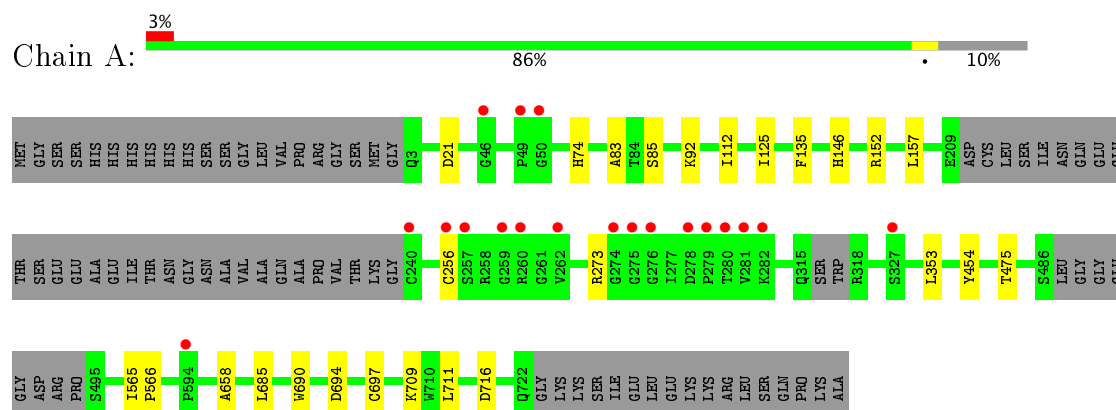 3%
Chain A:
86%
•
10%
MET GLY SER SER HIS HIS HIS HIS HIS HIS SER SER GLY LEU VAL PRO ARG GLY SER MET GLY Q3 D21 G46 P49 G50 H74 A83 T84 S85 K92 I112 I125 F135 H146 R152 L157 E209 ASP CYS LEU SER ILE ASN GLN GLU
THR SER GLU GLU ALA GLU ILE THR ASN GLY ASN ALA VAL ALA GLN ALA PRO VAL THR LYS GLY C240 C256 S257 R258 G259 R260 G261 V262 R273 G274 G275 G276 I277 D278 P279 T280 V281 K282 Q315 SER TRP R318 S327 L353 Y454 T475 S486 LEU GLY GLY
GLY ASP ARG PRO S495 I565 P566 P594 A658 L685 W690 D694 C697 K709 W710 L711 D716 Q722 GLY LYS LYS SER ILE GLU LEU GLU LYS LYS ARG LEU SER GLN PRO LYS ALA